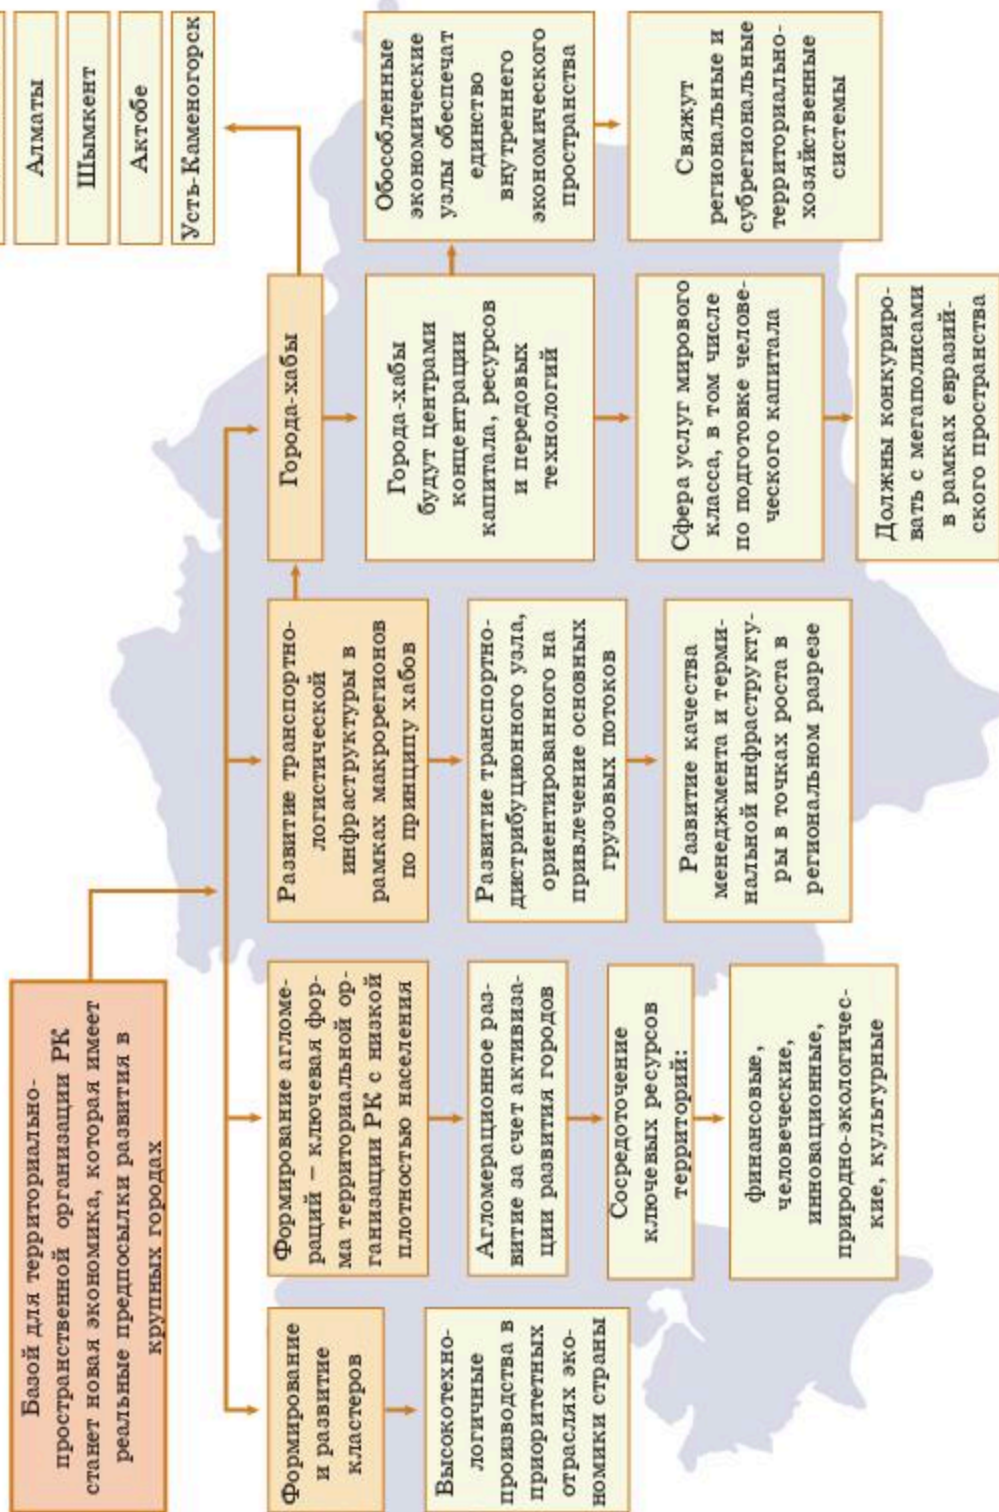 Базой для территориально-
пространственной организации РК
станет новая экономика, которая имеет
реальные предпосылки развития в
крупных городах
Формирование
и развитие
кластеров
Высокотехно-
логичные
производства в
приоритетных
отраслях эко-
номики страны
Формирование агломе-
раций – ключевая фор-
ма территориальной ор-
ганизации РК с низкой
плотностью населения
Агломерационное раз-
витие за счет активиза-
ции развития городов
Сосредоточение
ключевых ресурсов
территорий:
финансовые,
человеческие,
инновационные,
природно-экологичес-
кие, культурные
Развитие транспортно-
логистической
инфраструктуры в
рамках макрорегионов
по принципу хабов
Развитие транспортно-
дистрибуционного узла,
ориентированного на
привлечение основных
грузовых потоков
Развитие качества
менеджмента и терми-
нальной инфраструкту-
ры в точках роста в
региональном разрезе
Города-хабы
Города-хабы
будут центрами
концентрации
капитала, ресурсов
и передовых
технологий
Сфера услуг мирового
класса, в том числе
по подготовке челове-
ческого капитала
Должны конкуриро-
вать с мегаполисами
в рамках евразий-
ского пространства
Алматы
Шымкент
Актобе
Усть-Каменогорск
Обособленные
экономические
узлы обеспечат
единство
внутреннего
экономического
пространства
Свяжут
региональные и
субрегиональные
территориально-
хозяйственные
системы